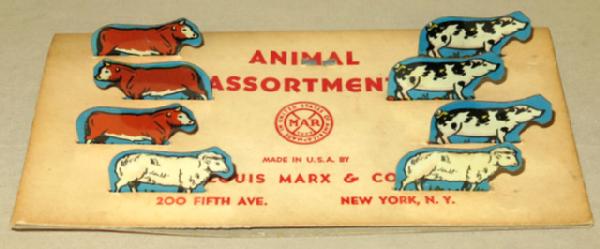 ANIMAL
ASSORTMENT
MAR
MADE IN U.S.A. BY
LOUIS MARX & CO
200 FIFTH AVE. NEW YORK, N. Y.